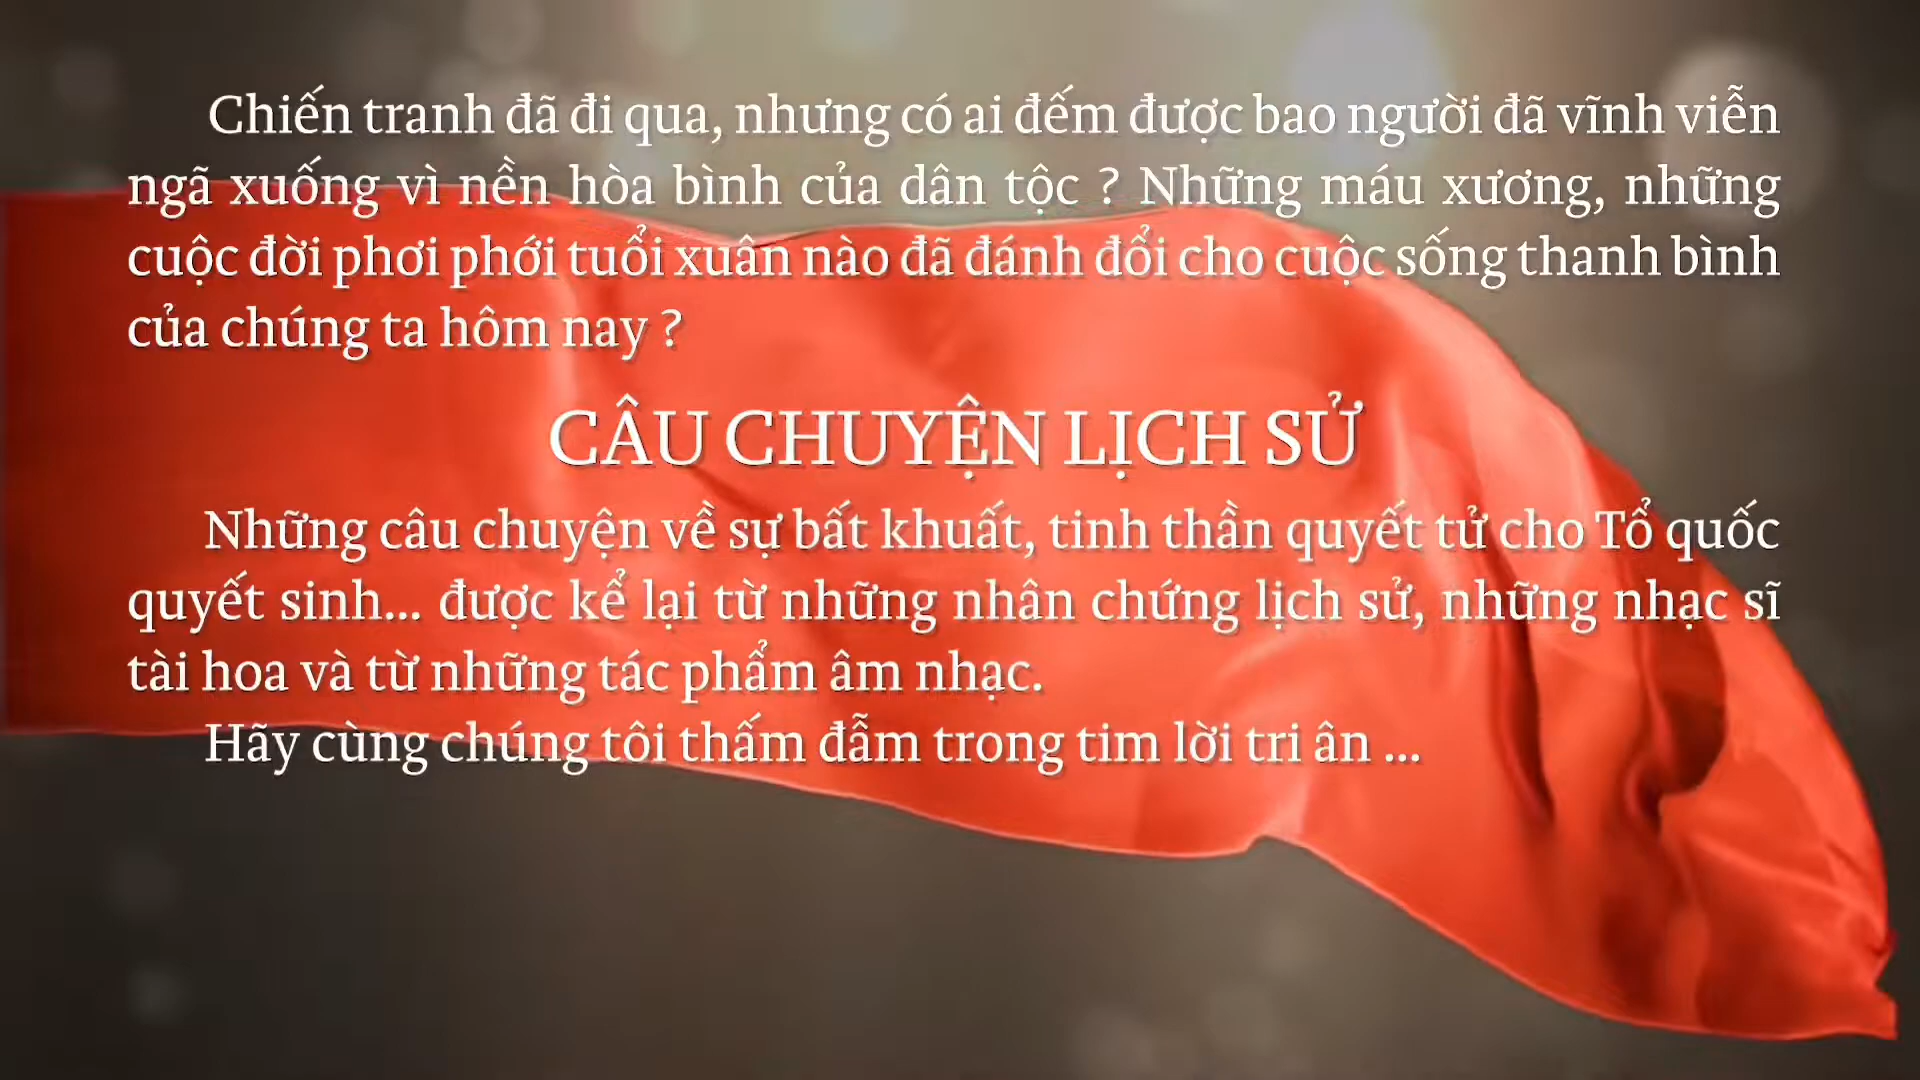 Chiến tranh đã đi qua, nhưng có ai đếm được bao người đã vĩnh viễn
ngã xuống vì nền hòa bình của dân tộc ? Những máu xương, những
cuộc đời phơi phới tuổi xuân nào đã đánh đổi cho cuộc sống thanh bình
của chúng ta hôm nay ?
CÂU CHUYỆN LỊCH SỬ
Những câu chuyện về sự bất khuất, tinh thần quyết tử cho Tổ quốc
quyết sinh... được kể lại từ những nhân chứng lịch sử, những nhạc sĩ
tài hoa và từ những tác phẩm âm nhạc.
Hãy cùng chúng tôi thấm đẫm trong tim lời tri ân ...